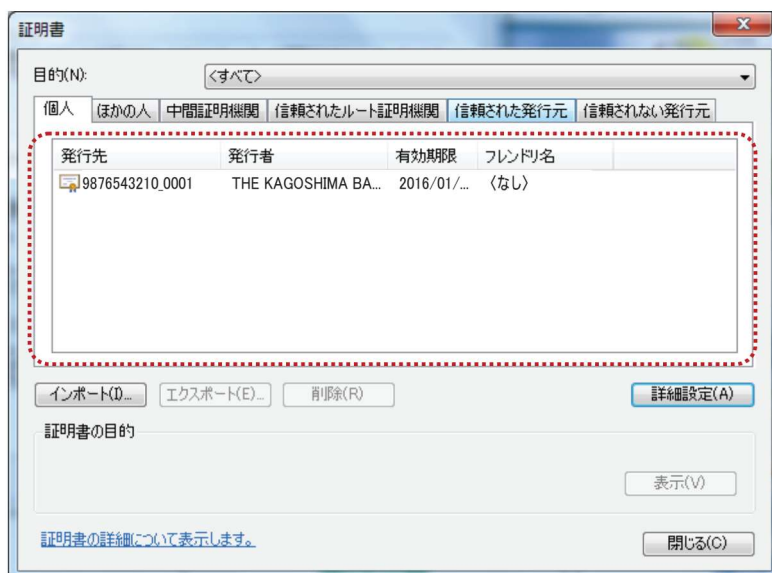 証明書
目的(N): <すべて>
個人 ほかの人 中間証明機関 信頼されたルート証明機関 信頼された発行元 信頼されない発行元
発行先 発行者 有効期限 フレンドリ名
9876543210_0001 THE KAGOSHIMA BA... 2016/01/... <なし>
インポート(I)... エクスポート(E)... 削除(R) 詳細設定(A)
証明書の目的
表示(V)
証明書の詳細について表示します。
閉じる(C)